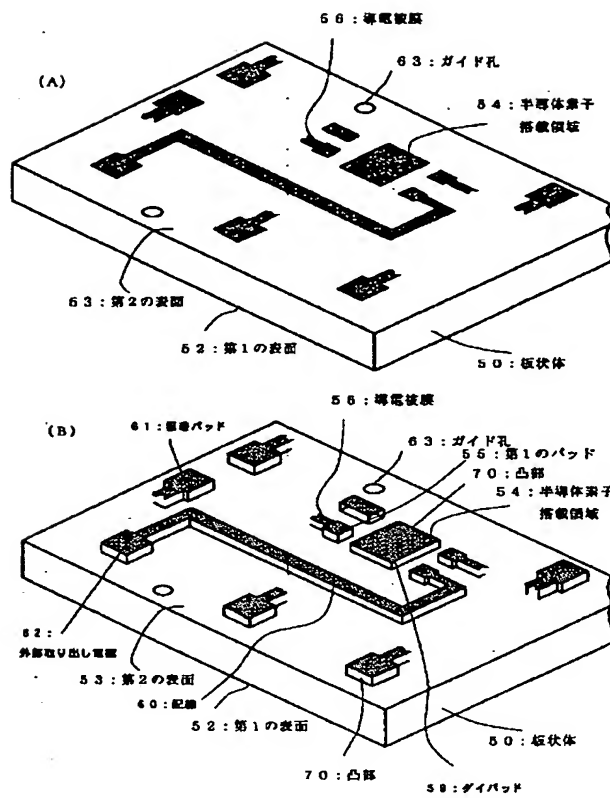 56：導電被膜
63：ガイド孔
(A)
54：半導体素子
搭載領域
63：第2の表面
52：第1の表面
50：板状体
56：導電被膜
(B)
61：パッド
63：ガイド孔
55：第1のパッド
70：凸部
54：半導体素子
搭載領域
62：
外部取り出し電極
53：第2の表面
60：配線
52：第1の表面
50：板状体
70：凸部
59：ダイパッド